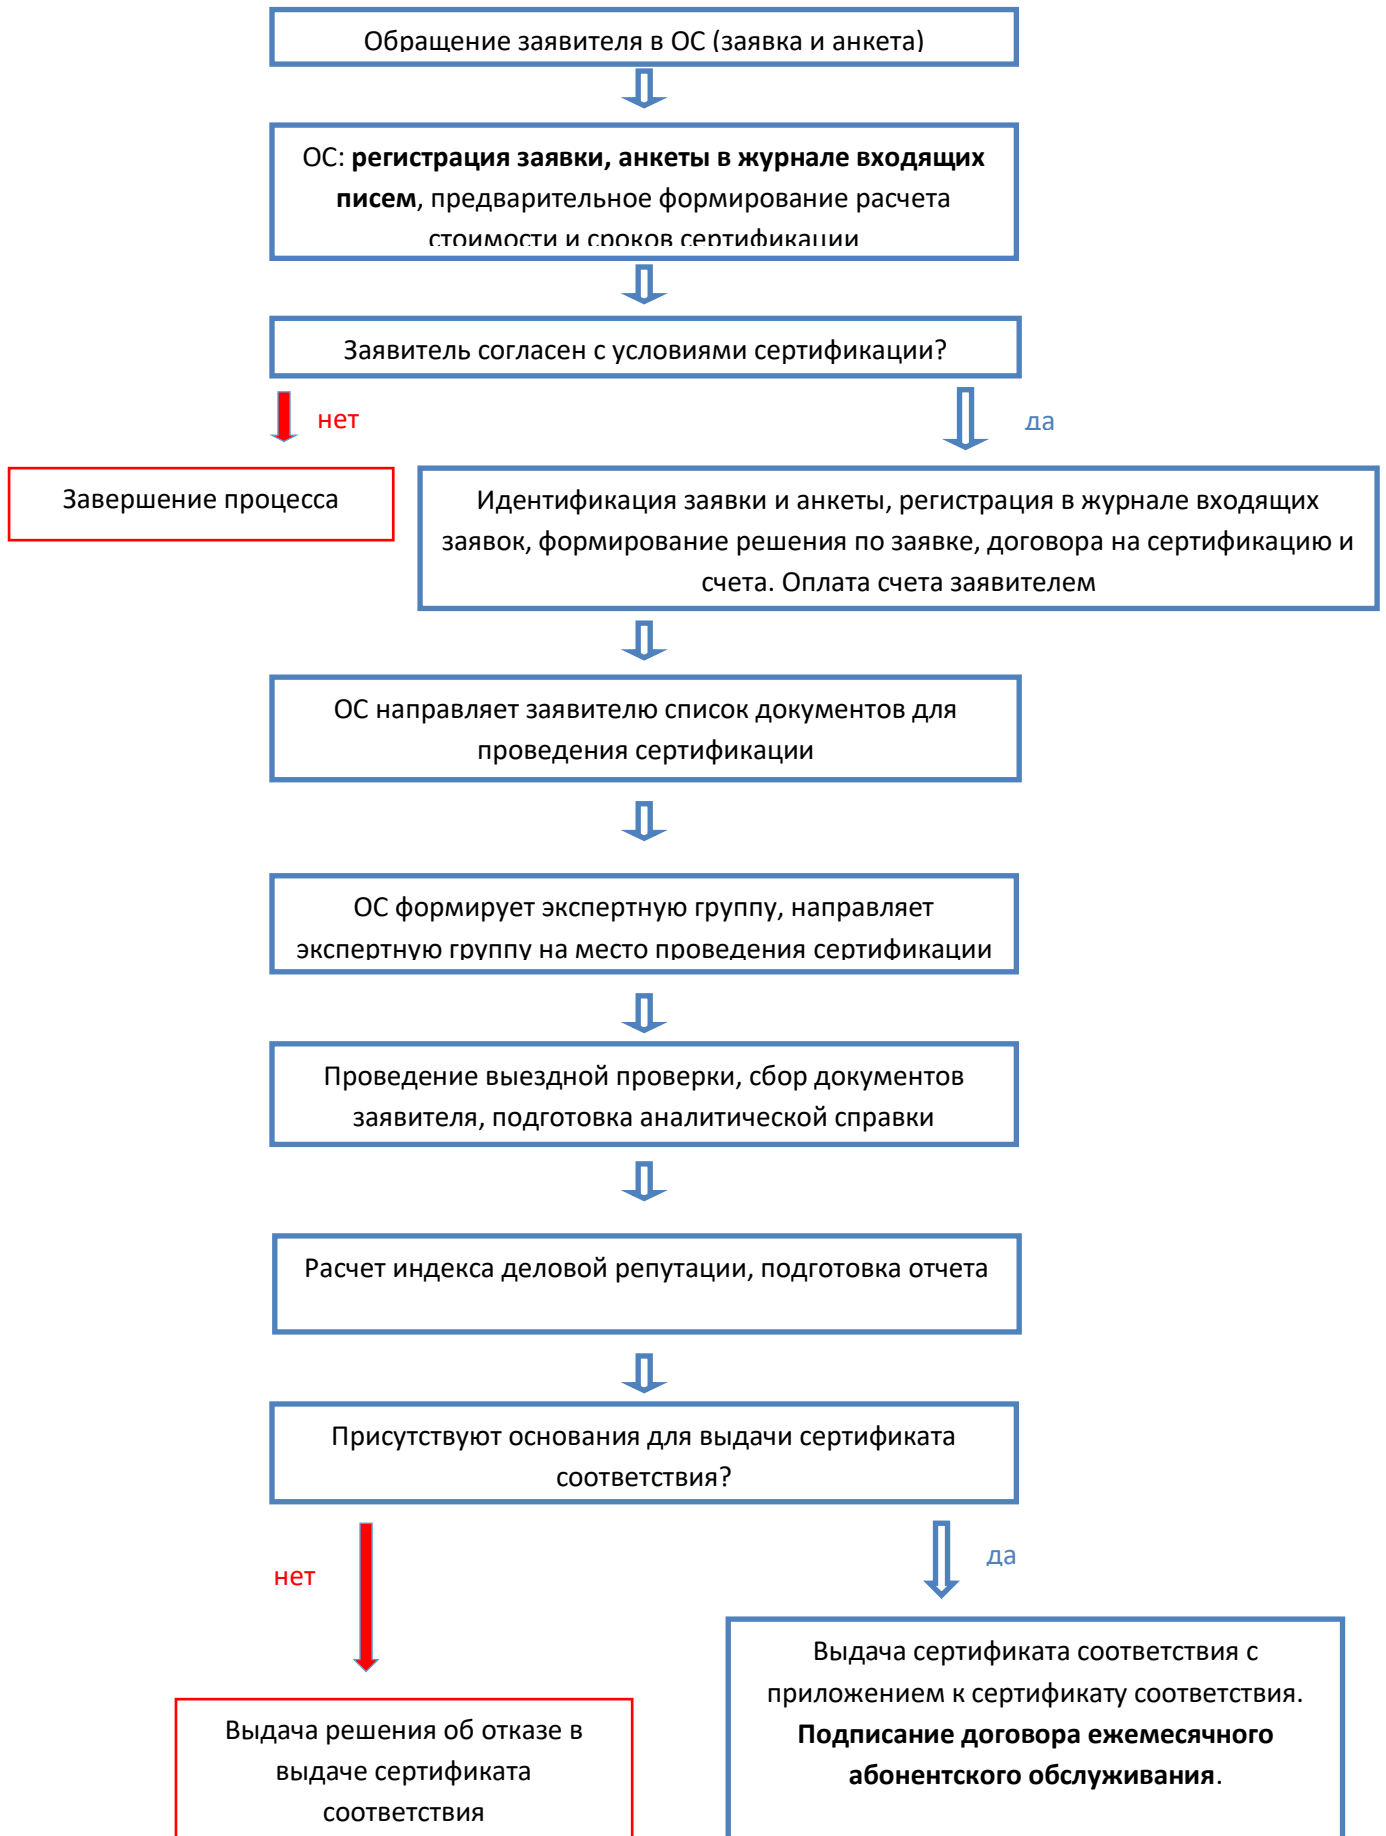 Обращение заявителя в ОС (заявка и анкета)
ОС: регистрация заявки, анкеты в журнале входящих
писем, предварительное формирование расчета
стоимости и сроков сертификации
Заявитель согласен с условиями сертификации?
нет
да
Завершение процесса
Идентификация заявки и анкеты, регистрация в журнале входящих
заявок, формирование решения по заявке, договора на сертификацию и
счета. Оплата счета заявителем
ОС направляет заявителю список документов для
проведения сертификации
ОС формирует экспертную группу, направляет
экспертную группу на место проведения сертификации
Проведение выездной проверки, сбор документов
заявителя, подготовка аналитической справки
Расчет индекса деловой репутации, подготовка отчета
Присутствуют основания для выдачи сертификата
соответствия?
нет
да
Выдача решения об отказе в
выдаче сертификата
соответствия
Выдача сертификата соответствия с
приложением к сертификату соответствия.
Подписание договора ежемесячного
абонентского обслуживания.